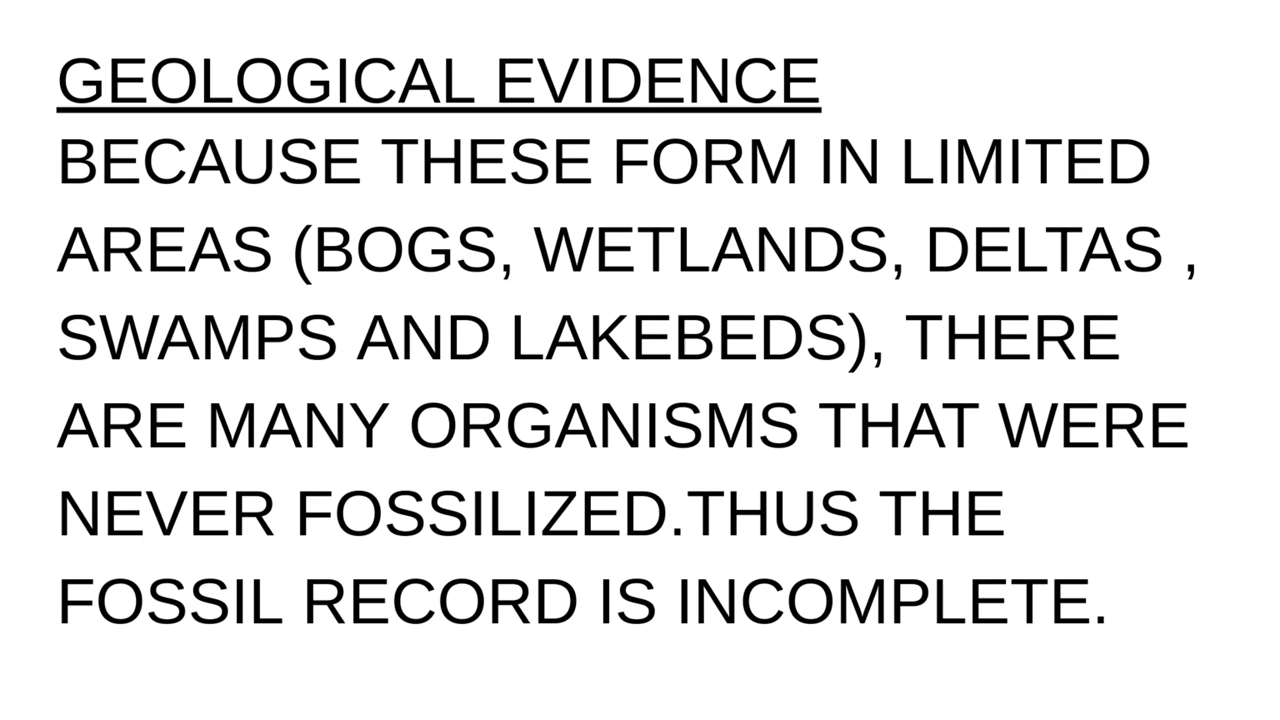 GEOLOGICAL EVIDENCE
BECAUSE THESE FORM IN LIMITED
AREAS (BOGS, WETLANDS, DELTAS ,
SWAMPS AND LAKEBEDS), THERE
ARE MANY ORGANISMS THAT WERE
NEVER FOSSILIZED.THUS THE
FOSSIL RECORD IS INCOMPLETE.